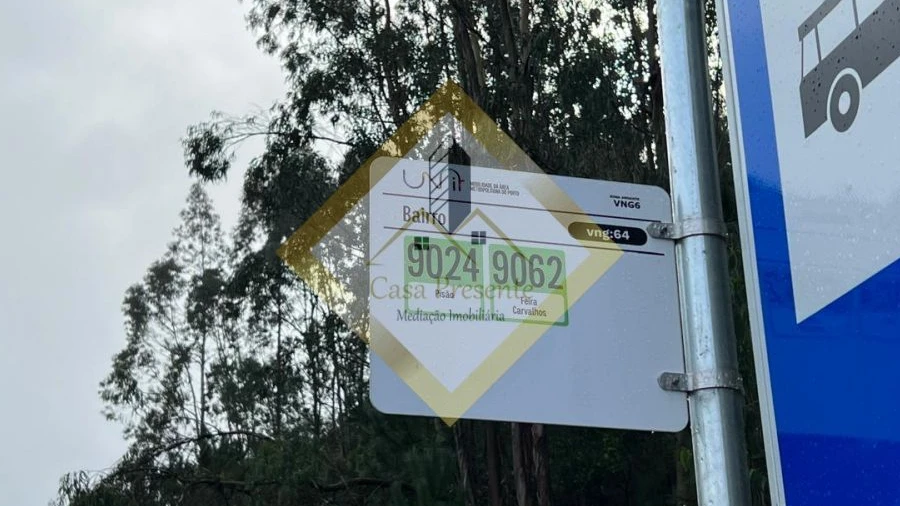 unir
MOBILIDADE DA ÁREA
METROPOLITANA DO PORTO
VNG6
Bairro
vng:64
9024 9062
Pisão
Feira
Carvalhos
Casa Presente
Mediação Imobiliária